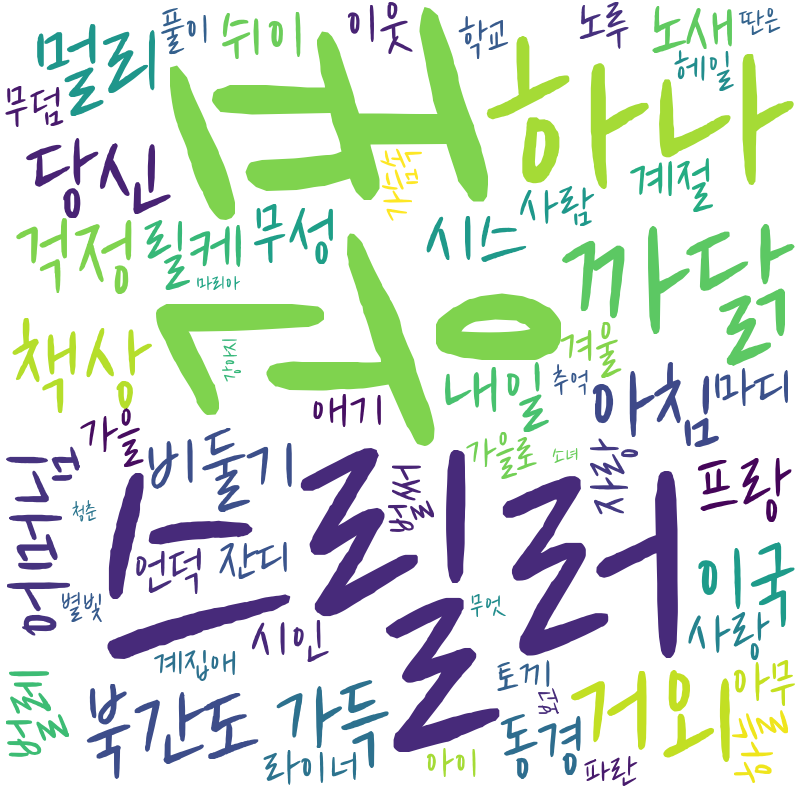 멀리
풀이
쉬이
이웃
학교
노루
노새
딴은
헤일
무덤
하나
당신
계절
사람
걱정
릴케
무성
시스
마리아
까닭
책상
강아지
겨울
내일
추억
아침
마디
가을
애기
비둘기
가을로
소녀
프랑
청춘
스릴러
언덕
잔디
별빛
무엇
이국
시인
사랑
계집애
토끼
거외
아무
북간도
가득
동경
라이너
아이
파란